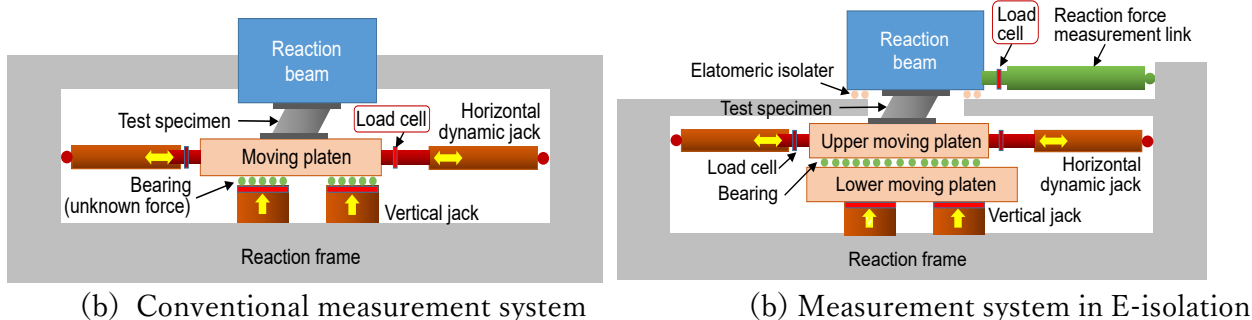 Reaction
beam
Test specimen
Load cell
Horizontal
dynamic jack
Moving platen
Bearing
(unknown force)
Vertical jack
Reaction frame
(b) Conventional measurement system
Load
cell
Reaction force
measurement link
Reaction
beam
Elatomeric isolater
Test specimen
Upper moving platen
Load cell
Bearing
Horizontal
dynamic jack
Lower moving platen
Vertical jack
Reaction frame
(b) Measurement system in E-isolation